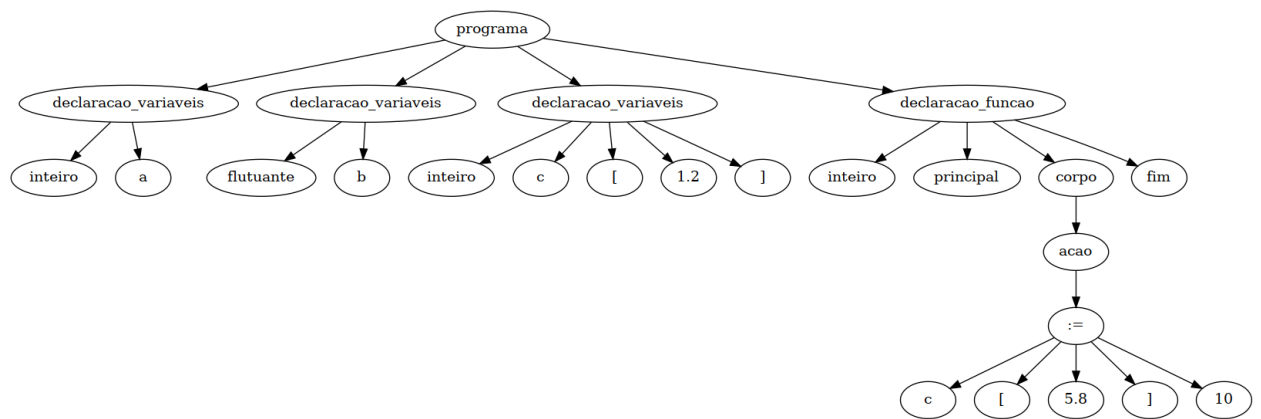 programa
declaracao_variaveis declaracao_variaveis declaracao_variaveis declaracao_funcao
inteiro a flutuante b inteiro c [ 1.2 ] inteiro principal corpo fim
acao
:=
c [ 5.8 ] 10